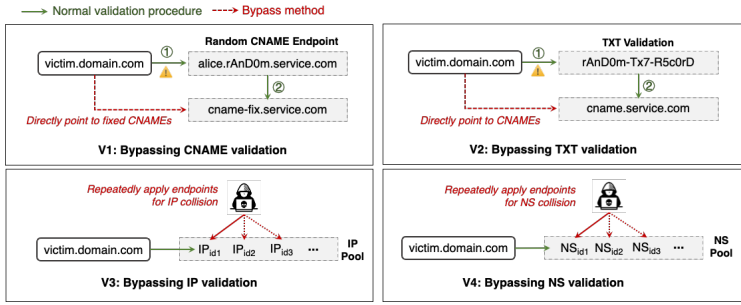 Normal validation procedure
Bypass method
Random CNAME Endpoint
①
victim.domain.com
alice.rAnD0m.service.com
②
cname-fix.service.com
Directly point to fixed CNAMEs
V1: Bypassing CNAME validation
TXT Validation
①
victim.domain.com
rAnD0m-Tx7-R5c0rD
②
cname.service.com
Directly point to CNAMEs
V2: Bypassing TXT validation
Repeatedly apply endpoints
for IP collision
victim.domain.com
IPid1 IPid2 IPid3 ...
IP
Pool
V3: Bypassing IP validation
Repeatedly apply endpoints
for NS collision
victim.domain.com
NSid1 NSid2 NSid3 ...
NS
Pool
V4: Bypassing NS validation